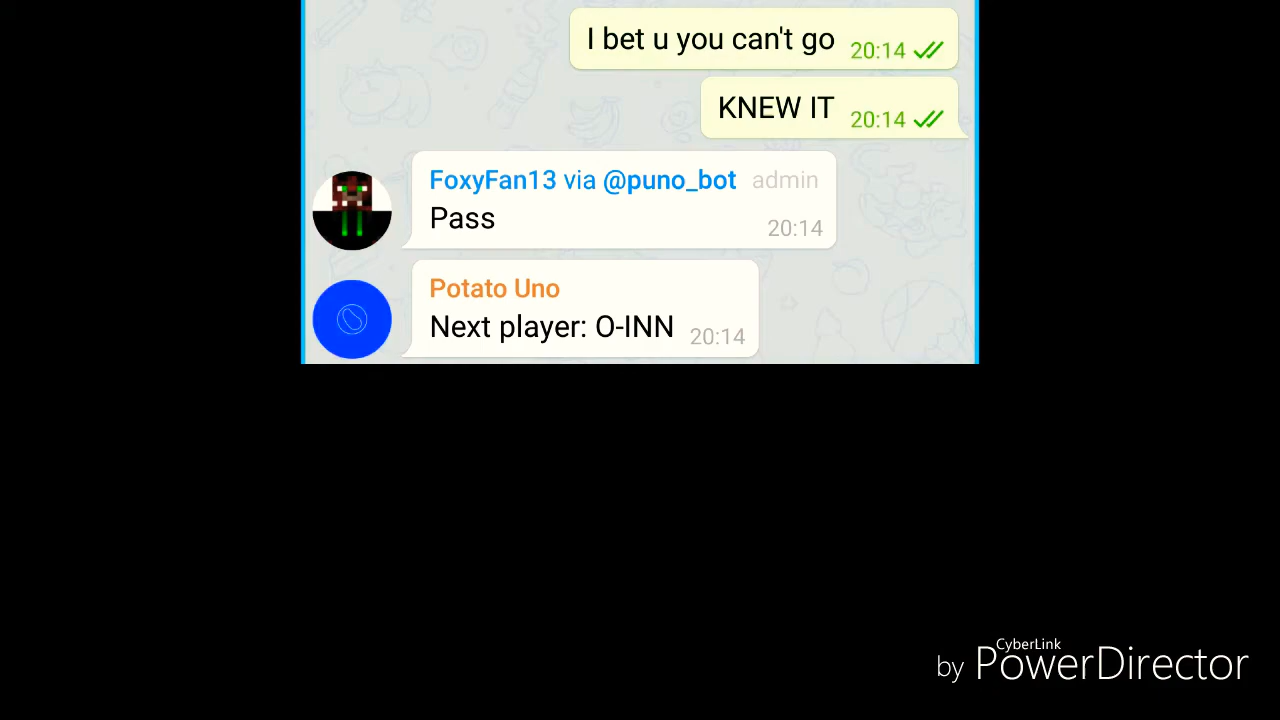 I bet u you can't go 20:14
KNEW IT 20:14
FoxyFan13 via @puno_bot admin
Pass 20:14
Potato Uno
Next player: O-INN 20:14
CyberLink
by PowerDirector